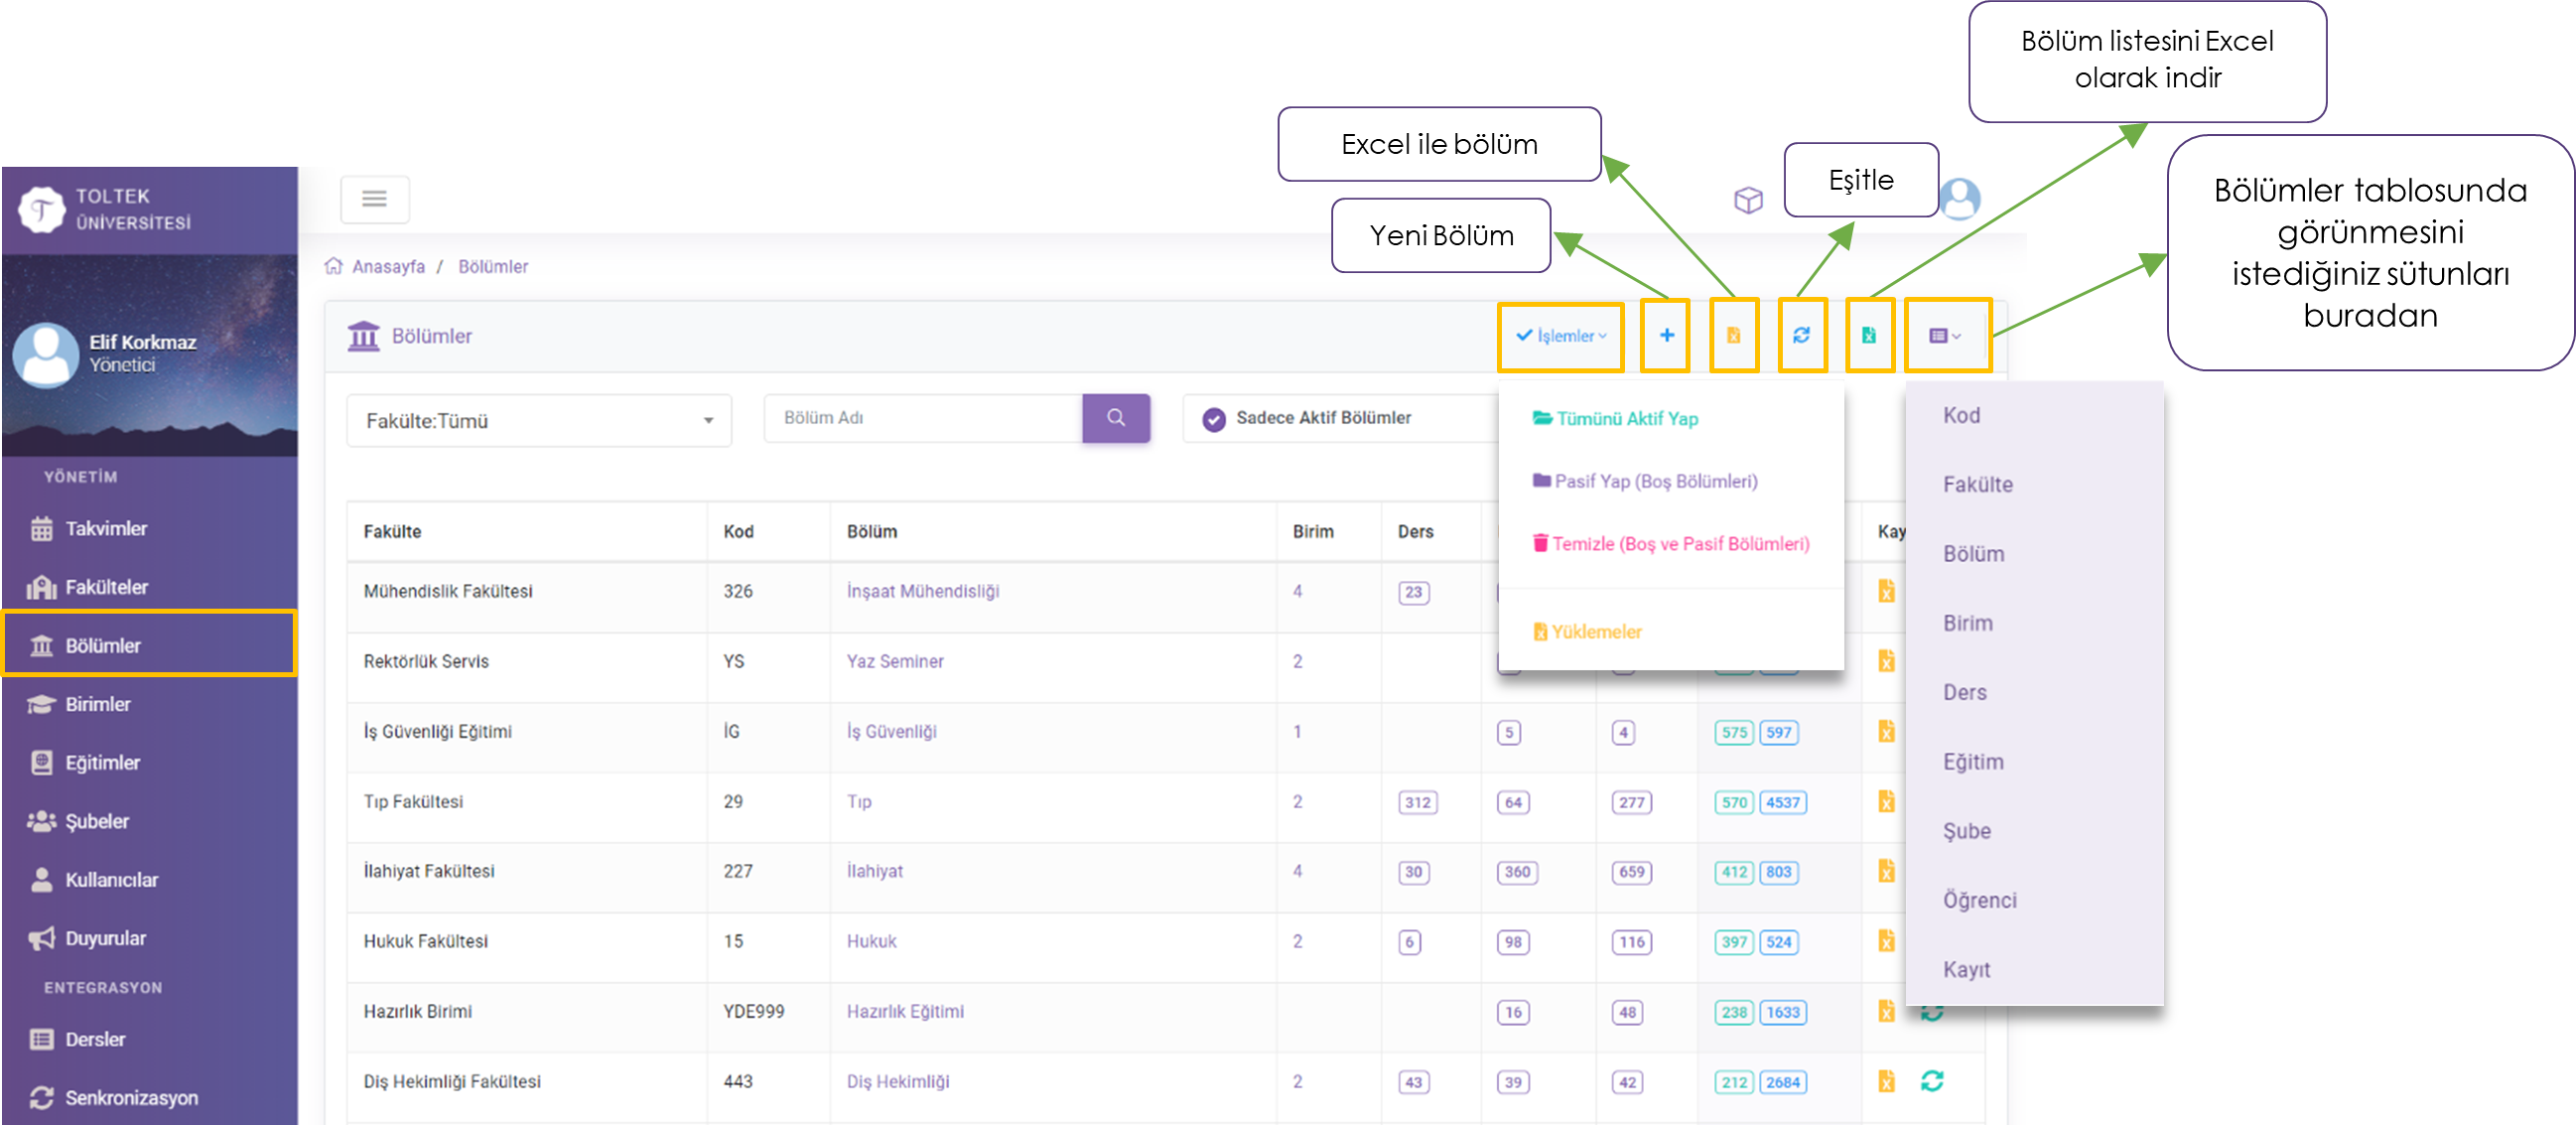 Bölüm listesini Excel
olarak indir
Excel ile bölüm
Eşitle
Yeni Bölüm
Bölümler tablosunda
görünmesini
istediğiniz sütunları
buradan
TOLTEK
ÜNİVERSİTESİ
Elif Korkmaz
Yönetici
YÖNETİM
Takvimler
Fakülteler
Bölümler
Birimler
Eğitimler
Şubeler
Kullanıcılar
Duyurular
ENTEGRASYON
Dersler
Senkronizasyon
Anasayfa / Bölümler
Bölümler
İşlemler
Fakülte:Tümü
Bölüm Adı
Sadece Aktif Bölümler
Tümünü Aktif Yap
Pasif Yap (Boş Bölümleri)
Temizle (Boş ve Pasif Bölümleri)
Yüklemeler
Kod
Fakülte
Bölüm
Birim
Ders
Eğitim
Şube
Öğrenci
Kayıt
Fakülte Kod Bölüm Birim Ders
Mühendislik Fakültesi 326 İnşaat Mühendisliği 4 23
Rektörlük Servis YS Yaz Seminer 2
İş Güvenliği Eğitimi İG İş Güvenliği 1 5 4 575 597
Tıp Fakültesi 29 Tıp 2 312 64 277 570 4537
İlahiyat Fakültesi 227 İlahiyat 4 30 360 659 412 803
Hukuk Fakültesi 15 Hukuk 2 6 98 116 397 524
Hazırlık Birimi YDE999 Hazırlık Eğitimi 16 48 238 1633
Diş Hekimliği Fakültesi 443 Diş Hekimliği 2 43 39 42 212 2684